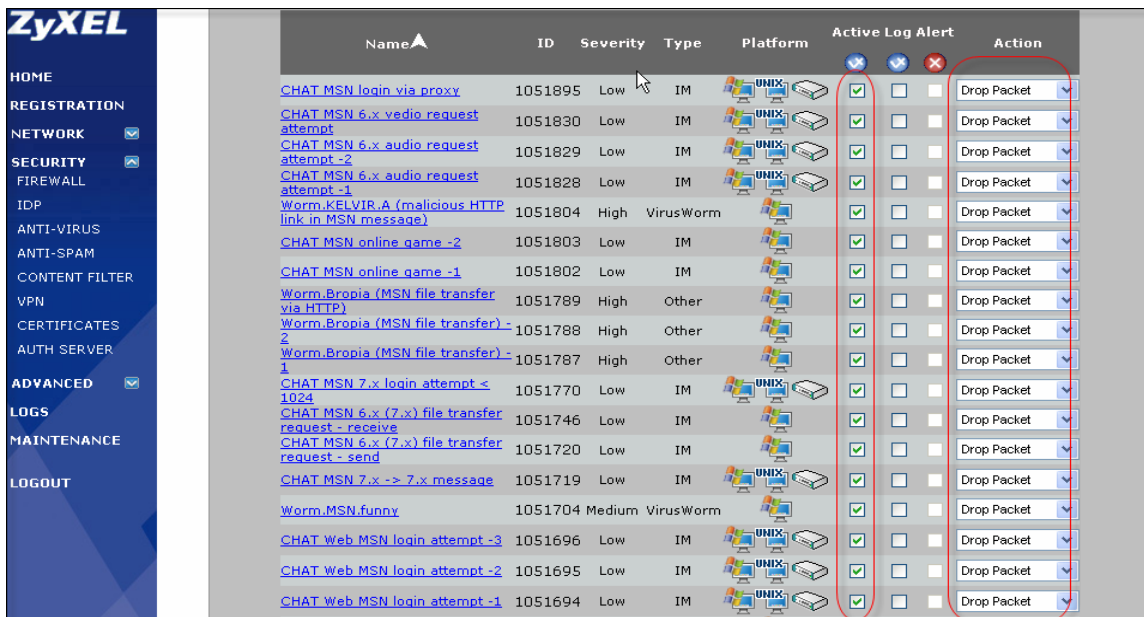 ZyXEL
HOME
REGISTRATION
NETWORK
SECURITY
FIREWALL
IDP
ANTI-VIRUS
ANTI-SPAM
CONTENT FILTER
VPN
CERTIFICATES
AUTH SERVER
ADVANCED
LOGS
MAINTENANCE
LOGOUT
Name ID Severity Type Platform Active Log Alert Action
CHAT MSN login via proxy 1051895 Low IM UNIX Drop Packet
CHAT MSN 6.x vedio request
attempt 1051830 Low IM UNIX Drop Packet
CHAT MSN 6.x audio request
attempt -2 1051829 Low IM UNIX Drop Packet
CHAT MSN 6.x audio request
attempt -1 1051828 Low IM UNIX Drop Packet
Worm.KELVIR.A (malicious HTTP
link in MSN message) 1051804 High VirusWorm Drop Packet
CHAT MSN online game -2 1051803 Low IM Drop Packet
CHAT MSN online game -1 1051802 Low IM Drop Packet
Worm.Bropia (MSN file transfer
via HTTP) 1051789 High Other Drop Packet
Worm.Bropia (MSN file transfer) -
2 1051788 High Other Drop Packet
Worm.Bropia (MSN file transfer) -
1 1051787 High Other Drop Packet
CHAT MSN 7.x login attempt <
1024 1051770 Low IM UNIX Drop Packet
CHAT MSN 6.x (7.x) file transfer
request - receive 1051746 Low IM Drop Packet
CHAT MSN 6.x (7.x) file transfer
request - send 1051720 Low IM Drop Packet
CHAT MSN 7.x -> 7.x message 1051719 Low IM UNIX Drop Packet
Worm.MSN.funny 1051704 Medium VirusWorm Drop Packet
CHAT Web MSN login attempt -3 1051696 Low IM UNIX Drop Packet
CHAT Web MSN login attempt -2 1051695 Low IM UNIX Drop Packet
CHAT Web MSN login attempt -1 1051694 Low IM UNIX Drop Packet